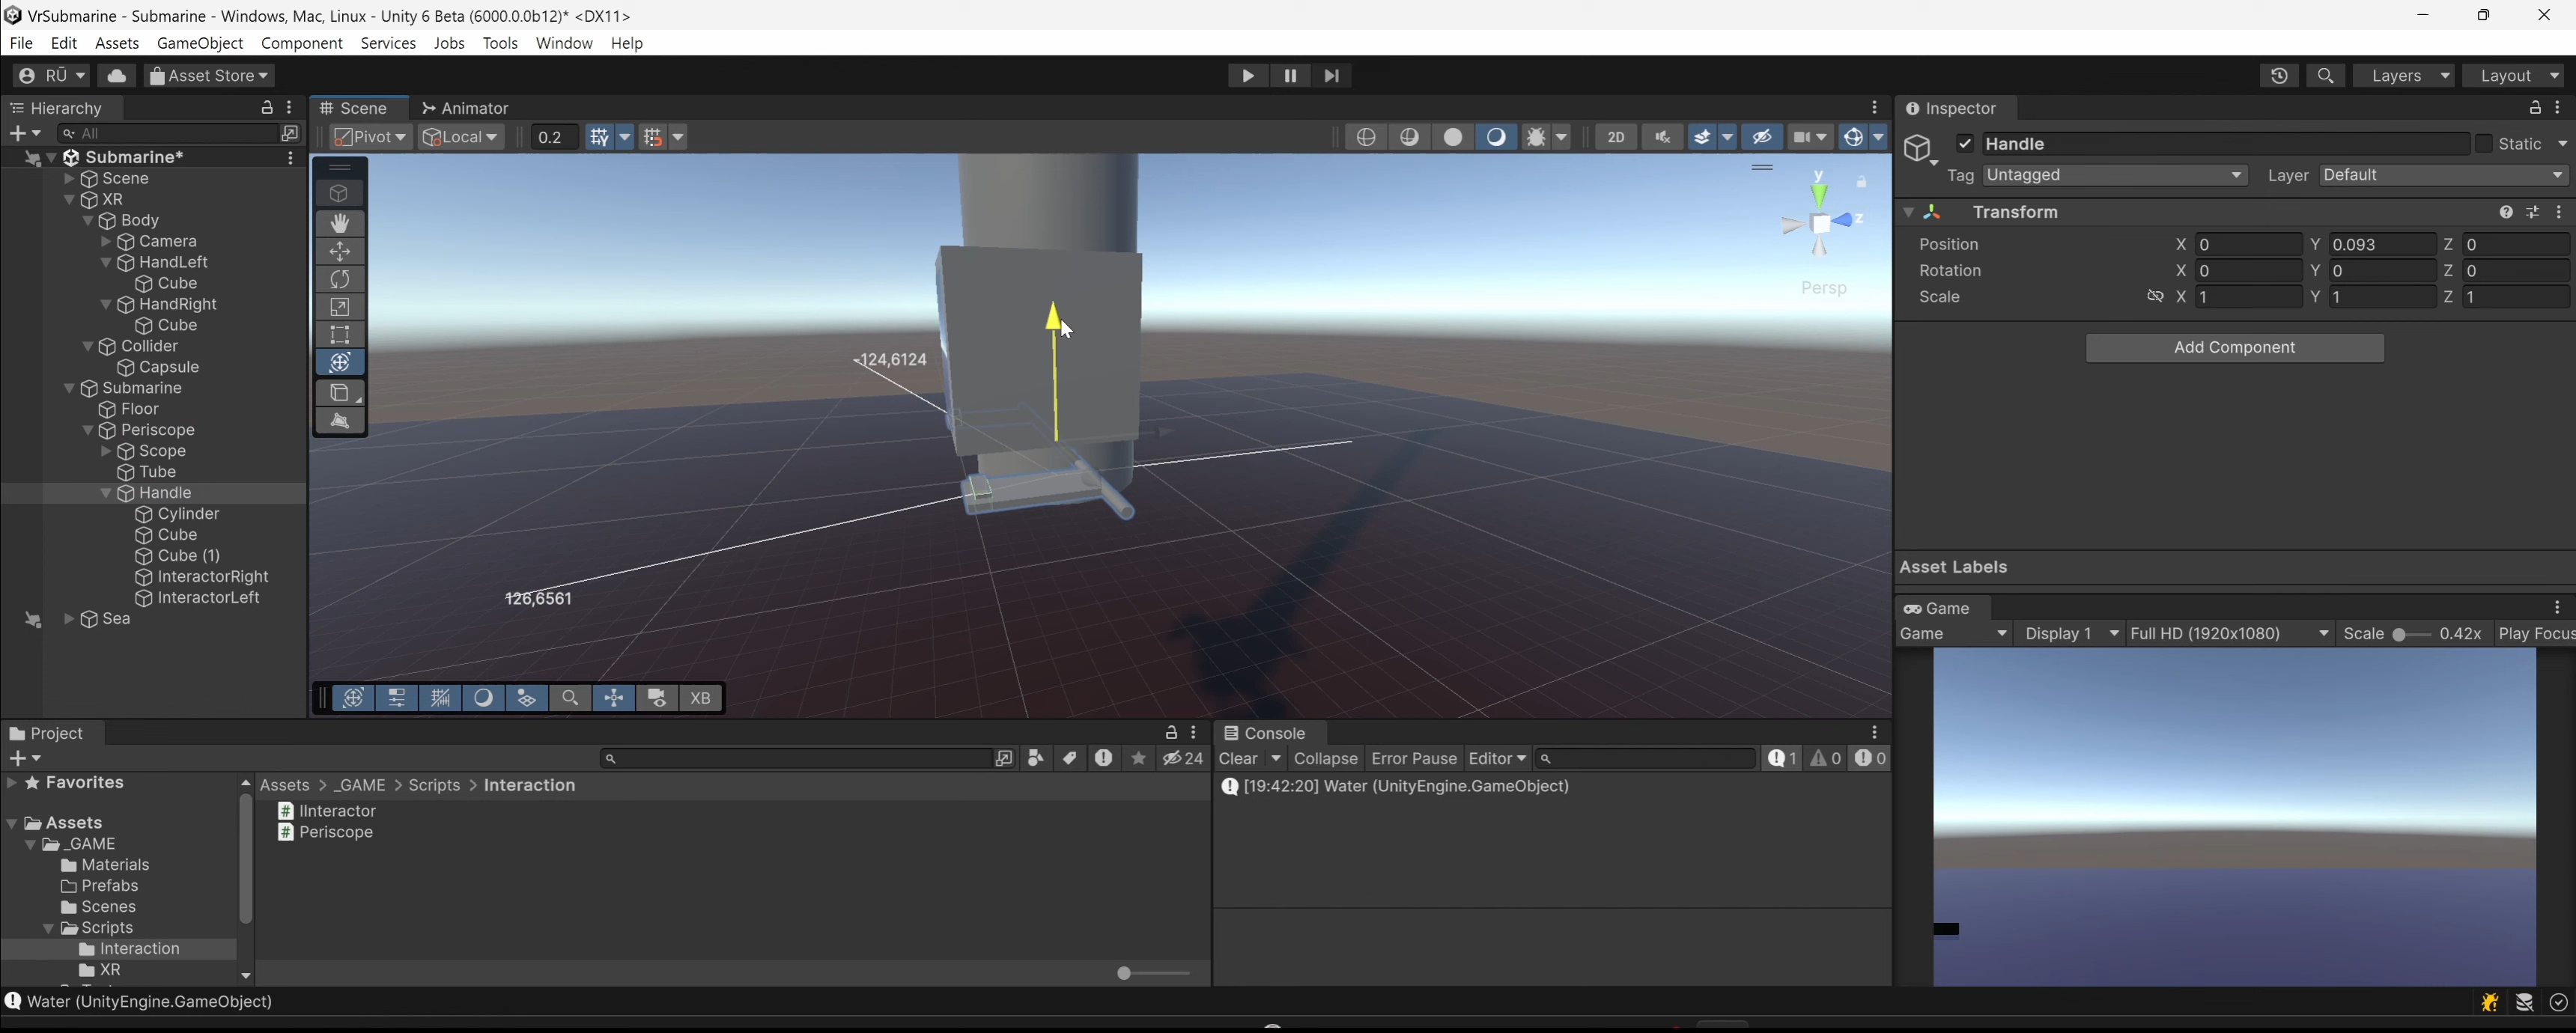 VrSubmarine - Submarine - Windows, Mac, Linux - Unity 6 Beta (6000.0.0b12)* <DX11>
File Edit Assets GameObject Component Services Jobs Tools Window Help
RŪ Asset Store Layers Layout
Hierarchy
All
Submarine*
Scene
XR
Body
Camera
HandLeft
Cube
HandRight
Cube
Collider
Capsule
Submarine
Floor
Periscope
Scope
Tube
Handle
Cylinder
Cube
Cube (1)
InteractorRight
InteractorLeft
Sea
Scene Animator
Pivot Local 0.2 2D
y
z
Persp
-124,6124
126,6561
XB
Inspector
Handle Static
Tag Untagged Layer Default
Transform
Position X 0 Y 0.093 Z 0
Rotation X 0 Y 0 Z 0
Scale X 1 Y 1 Z 1
Add Component
Asset Labels
Game
Game Display 1 Full HD (1920x1080) Scale 0.42x Play Focus
Project
24
Favorites
Assets
_GAME
Materials
Prefabs
Scenes
Scripts
Interaction
XR
Assets > _GAME > Scripts > Interaction
IInteractor
Periscope
Console
Clear Collapse Error Pause Editor 1 0 0
[19:42:20] Water (UnityEngine.GameObject)
Water (UnityEngine.GameObject)